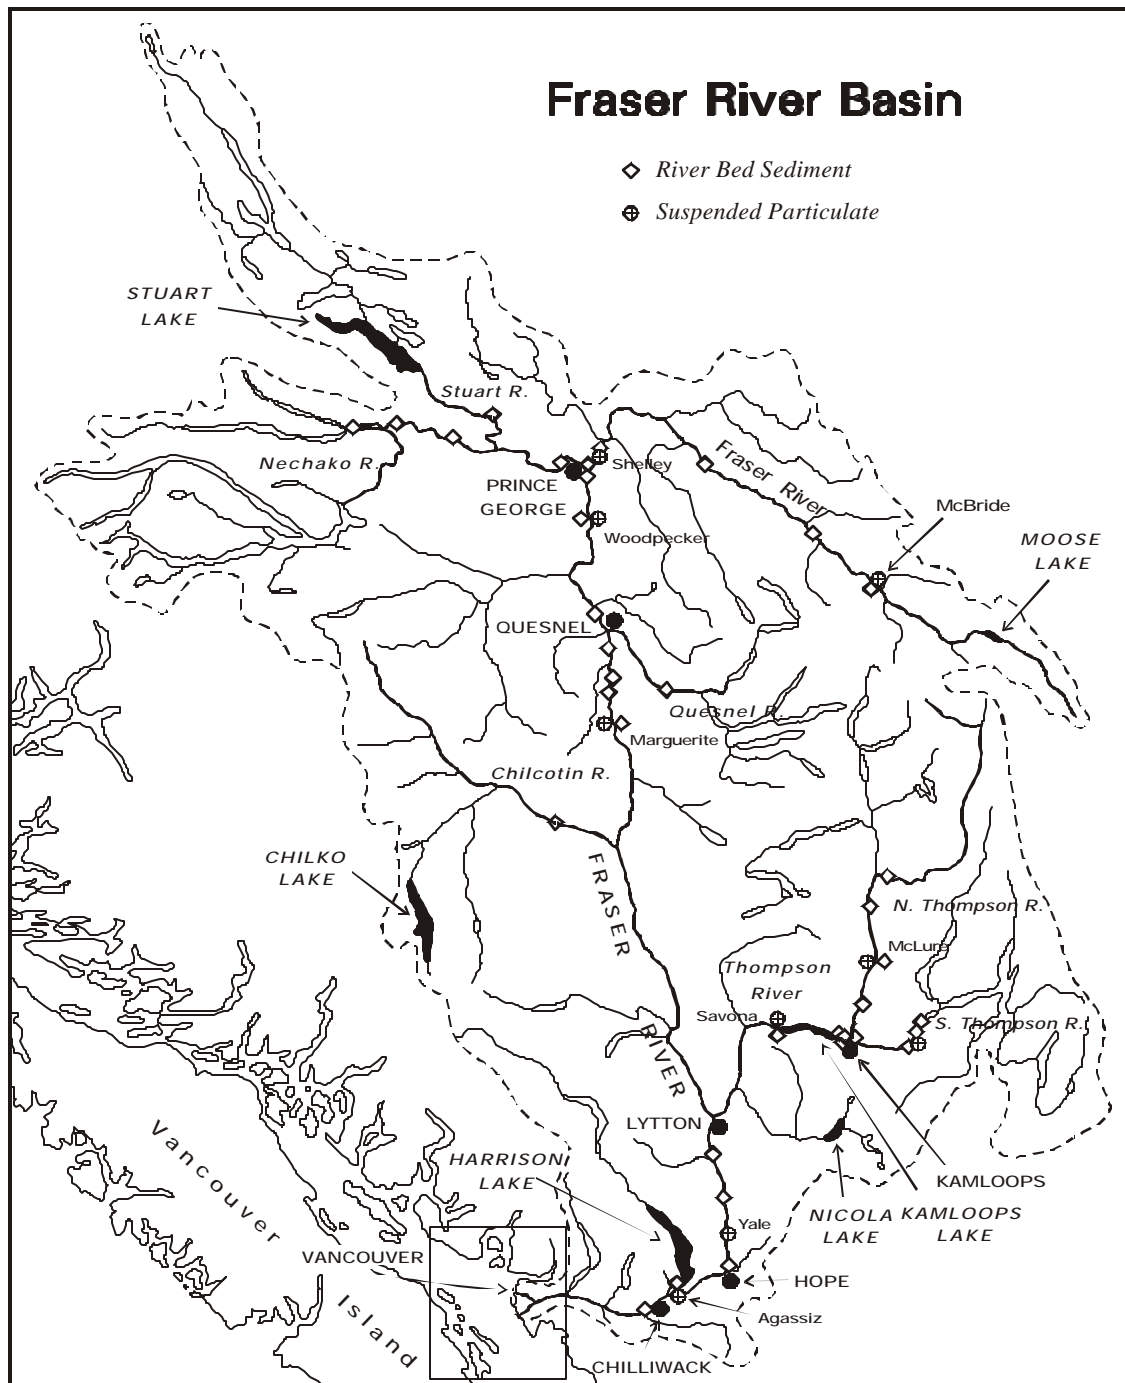 Fraser River Basin
River Bed Sediment
Suspended Particulate
STUART
LAKE
Stuart R.
Nechako R.
Shelley
PRINCE
GEORGE
Woodpecker
Fraser River
McBride
MOOSE
LAKE
QUESNEL
Quesnel R.
Marguerite
Chilcotin R.
CHILKO
LAKE
FRASER
RIVER
N. Thompson R.
McLure
Thompson
River
Savona
S. Thompson R.
LYTTON
HARRISON
LAKE
KAMLOOPS
NICOLA
LAKE
KAMLOOPS
LAKE
Yale
VANCOUVER
HOPE
Agassiz
CHILLIWACK
Vancouver
Island